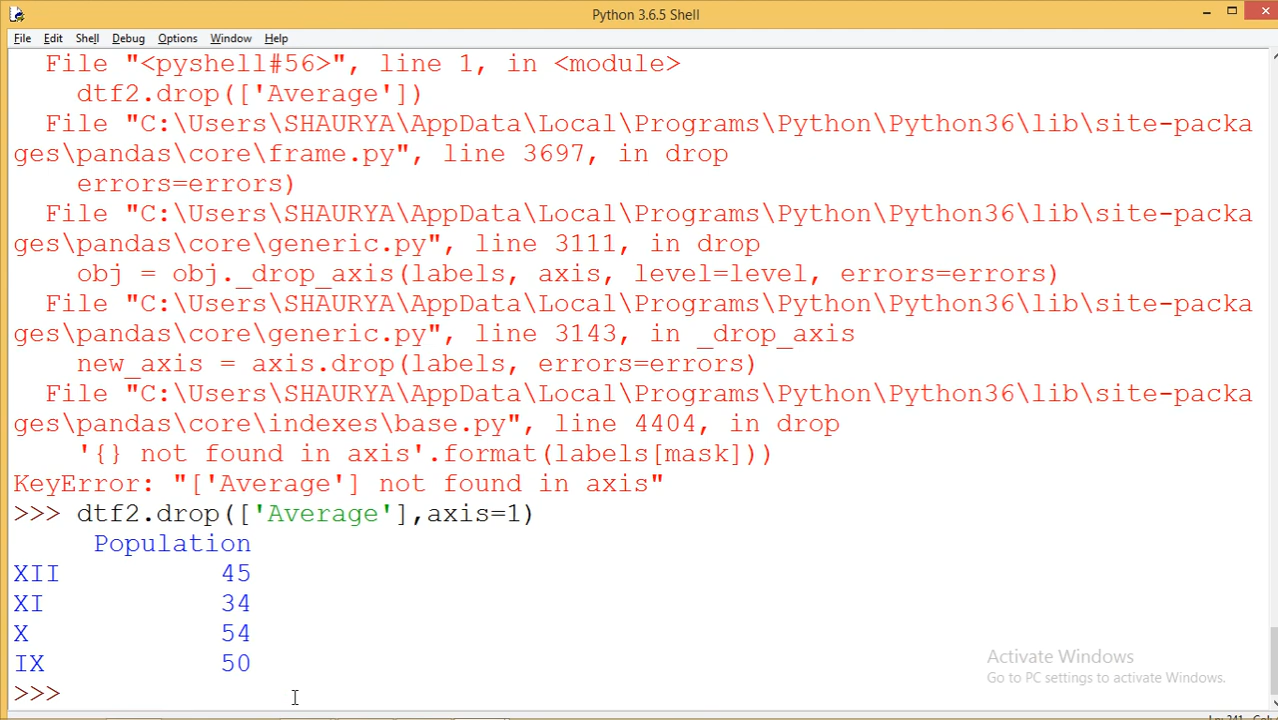 Python 3.6.5 Shell
File Edit Shell Debug Options Window Help
File "<pyshell#56>", line 1, in <module>
dtf2.drop(['Average'])
File "C:\Users\SHAURYA\AppData\Local\Programs\Python\Python36\lib\site-packa
ges\pandas\core\frame.py", line 3697, in drop
errors=errors)
File "C:\Users\SHAURYA\AppData\Local\Programs\Python\Python36\lib\site-packa
ges\pandas\core\generic.py", line 3111, in drop
obj = obj._drop_axis(labels, axis, level=level, errors=errors)
File "C:\Users\SHAURYA\AppData\Local\Programs\Python\Python36\lib\site-packa
ges\pandas\core\generic.py", line 3143, in _drop_axis
new_axis = axis.drop(labels, errors=errors)
File "C:\Users\SHAURYA\AppData\Local\Programs\Python\Python36\lib\site-packa
ges\pandas\core\indexes\base.py", line 4404, in drop
'{} not found in axis'.format(labels[mask]))
KeyError: "['Average'] not found in axis"
>>> dtf2.drop(['Average'],axis=1)
Population
XII 45
XI 34
X 54
IX 50
>>>
Activate Windows
Go to PC settings to activate Windows.